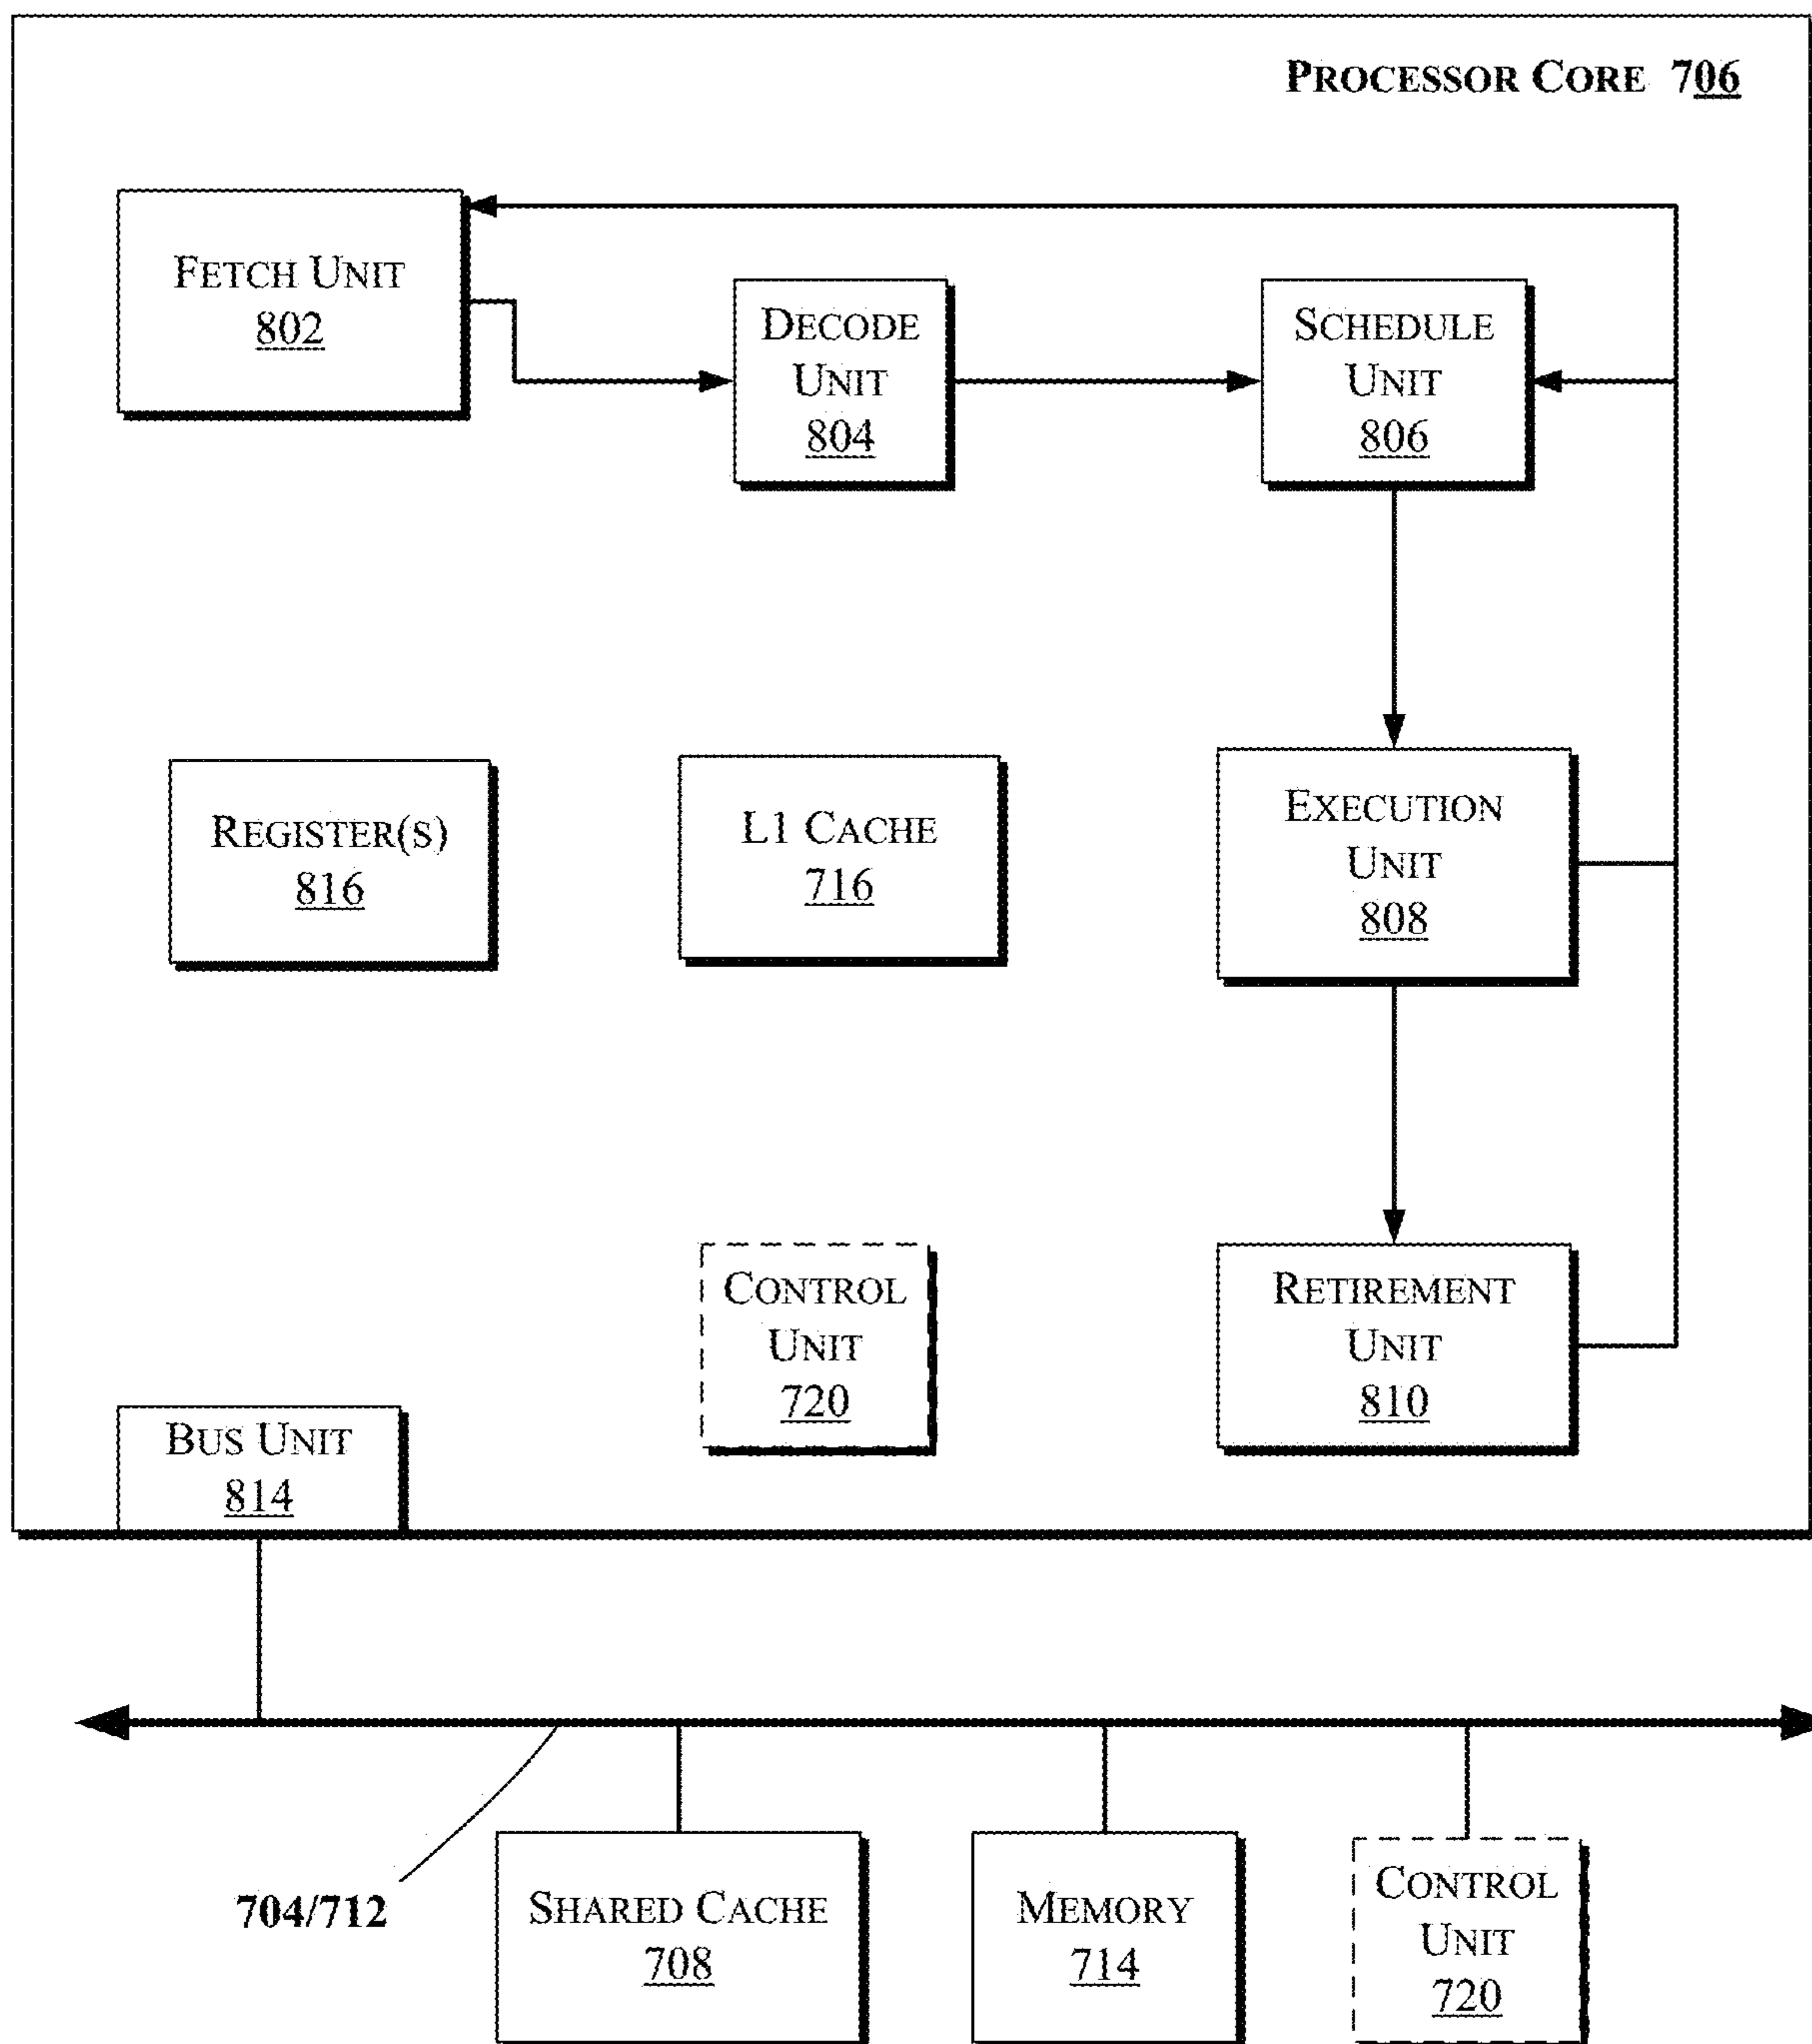 PROCESSOR CORE 706
FETCH UNIT
802
DECODE
UNIT
804
SCHEDULE
UNIT
806
REGISTER(S)
816
L1 CACHE
716
EXECUTION
UNIT
808
CONTROL
UNIT
720
RETIREMENT
UNIT
810
BUS UNIT
814
704/712
SHARED CACHE
708
MEMORY
714
CONTROL
UNIT
720